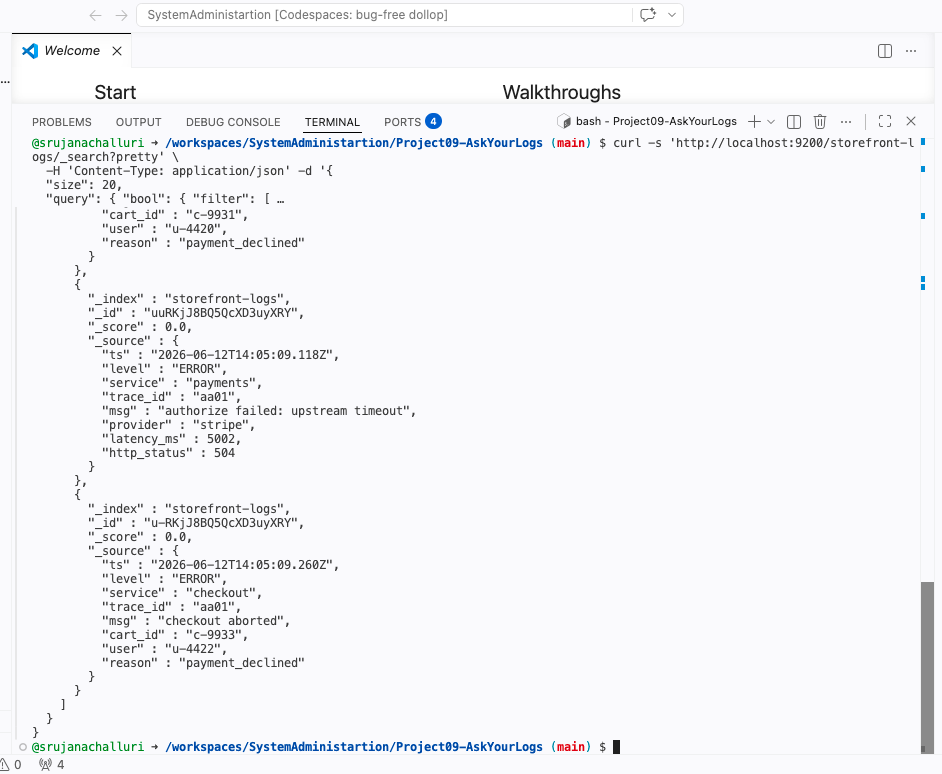 SystemAdministartion [Codespaces: bug-free dollop]
Welcome
...
Start
Walkthroughs
PROBLEMS OUTPUT DEBUG CONSOLE TERMINAL PORTS 4 bash - Project09-AskYourLogs
@srujanachalluri → /workspaces/SystemAdministartion/Project09-AskYourLogs (main) $ curl -s 'http://localhost:9200/storefront-l
ogs/_search?pretty' \
-H 'Content-Type: application/json' -d '{
"size": 20,
"query": { "bool": { "filter": [ …
"cart_id" : "c-9931",
"user" : "u-4420",
"reason" : "payment_declined"
}
},
{
"_index" : "storefront-logs",
"_id" : "uuRKjJ8BQ5QcXD3uyXRY",
"_score" : 0.0,
"_source" : {
"ts" : "2026-06-12T14:05:09.118Z",
"level" : "ERROR",
"service" : "payments",
"trace_id" : "aa01",
"msg" : "authorize failed: upstream timeout",
"provider" : "stripe",
"latency_ms" : 5002,
"http_status" : 504
}
},
{
"_index" : "storefront-logs",
"_id" : "u-RKjJ8BQ5QcXD3uyXRY",
"_score" : 0.0,
"_source" : {
"ts" : "2026-06-12T14:05:09.260Z",
"level" : "ERROR",
"service" : "checkout",
"trace_id" : "aa01",
"msg" : "checkout aborted",
"cart_id" : "c-9933",
"user" : "u-4422",
"reason" : "payment_declined"
}
}
]
}
}
@srujanachalluri → /workspaces/SystemAdministartion/Project09-AskYourLogs (main) $
0 4